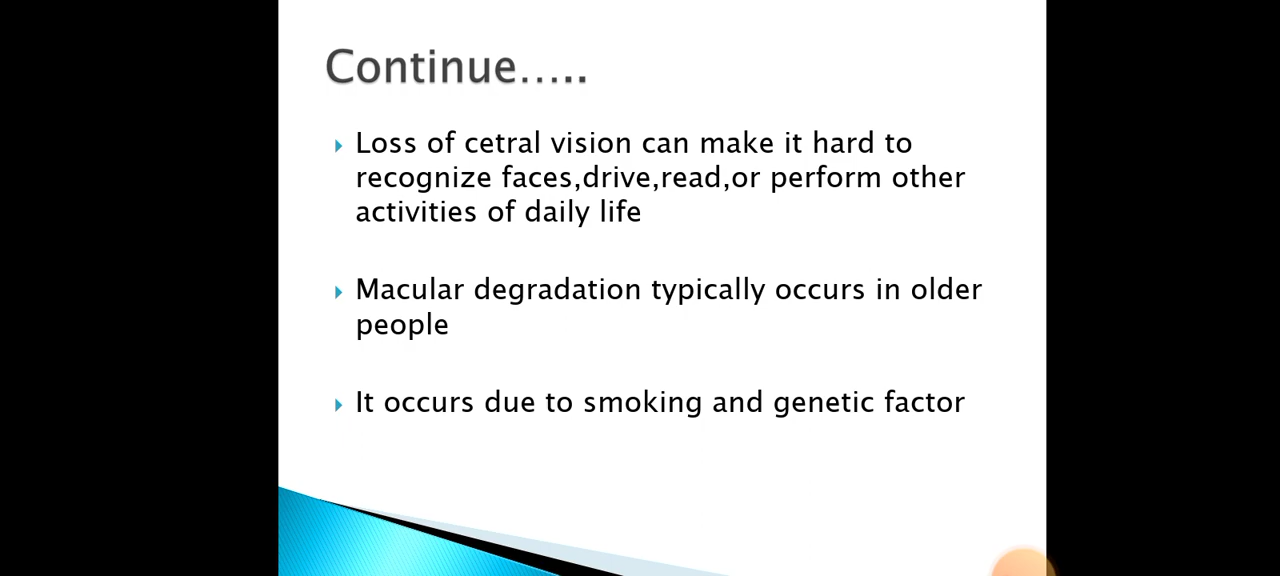 Continue.....
Loss of cetral vision can make it hard to
recognize faces,drive,read,or perform other
activities of daily life
Macular degradation typically occurs in older
people
It occurs due to smoking and genetic factor